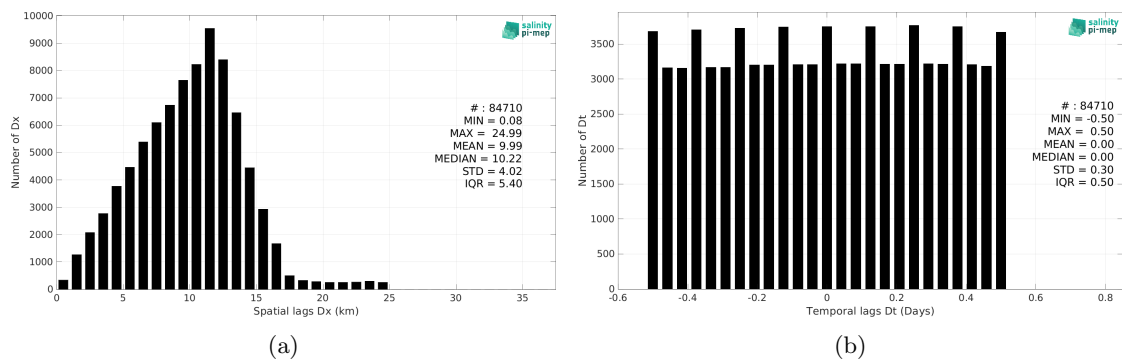 10000
9000
8000
7000
6000
5000
4000
3000
2000
1000
0
Number of Dx
0 5 10 15 20 25 30 35
Spatial lags Dx (km)
salinity
pi-mep
# : 84710
MIN = 0.08
MAX = 24.99
MEAN = 9.99
MEDIAN = 10.22
STD = 4.02
IQR = 5.40
(a)
3500
3000
2500
2000
1500
1000
500
0
Number of Dt
-0.6 -0.4 -0.2 0 0.2 0.4 0.6 0.8
Temporal lags Dt (Days)
salinity
pi-mep
# : 84710
MIN = -0.50
MAX = 0.50
MEAN = 0.00
MEDIAN = 0.00
STD = 0.30
IQR = 0.50
(b)